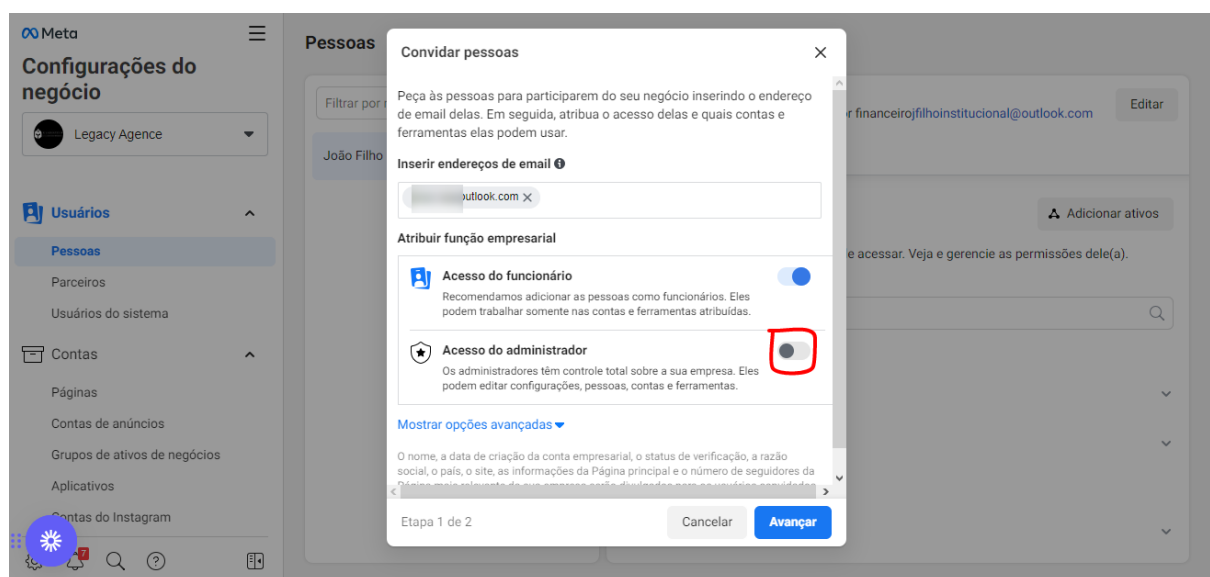 Meta
Configurações do
negócio
Legacy Agence
Usuários
Pessoas
Parceiros
Usuários do sistema
Contas
Páginas
Contas de anúncios
Grupos de ativos de negócios
Aplicativos
Contas do Instagram
7
Pessoas
Filtrar por
João Filho
financeirojfilhoinstitucional@outlook.com
Editar
Adicionar ativos
e acessar. Veja e gerencie as permissões dele(a).
Convidar pessoas
Peça às pessoas para participarem do seu negócio inserindo o endereço
de email delas. Em seguida, atribua o acesso delas e quais contas e
ferramentas elas podem usar.
Inserir endereços de email
outlook.com
Atribuir função empresarial
Acesso do funcionário
Recomendamos adicionar as pessoas como funcionários. Eles
podem trabalhar somente nas contas e ferramentas atribuídas.
Acesso do administrador
Os administradores têm controle total sobre a sua empresa. Eles
podem editar configurações, pessoas, contas e ferramentas.
Mostrar opções avançadas
O nome, a data de criação da conta empresarial, o status de verificação, a razão
social, o país, o site, as informações da Página principal e o número de seguidores da
Etapa 1 de 2
Cancelar
Avançar